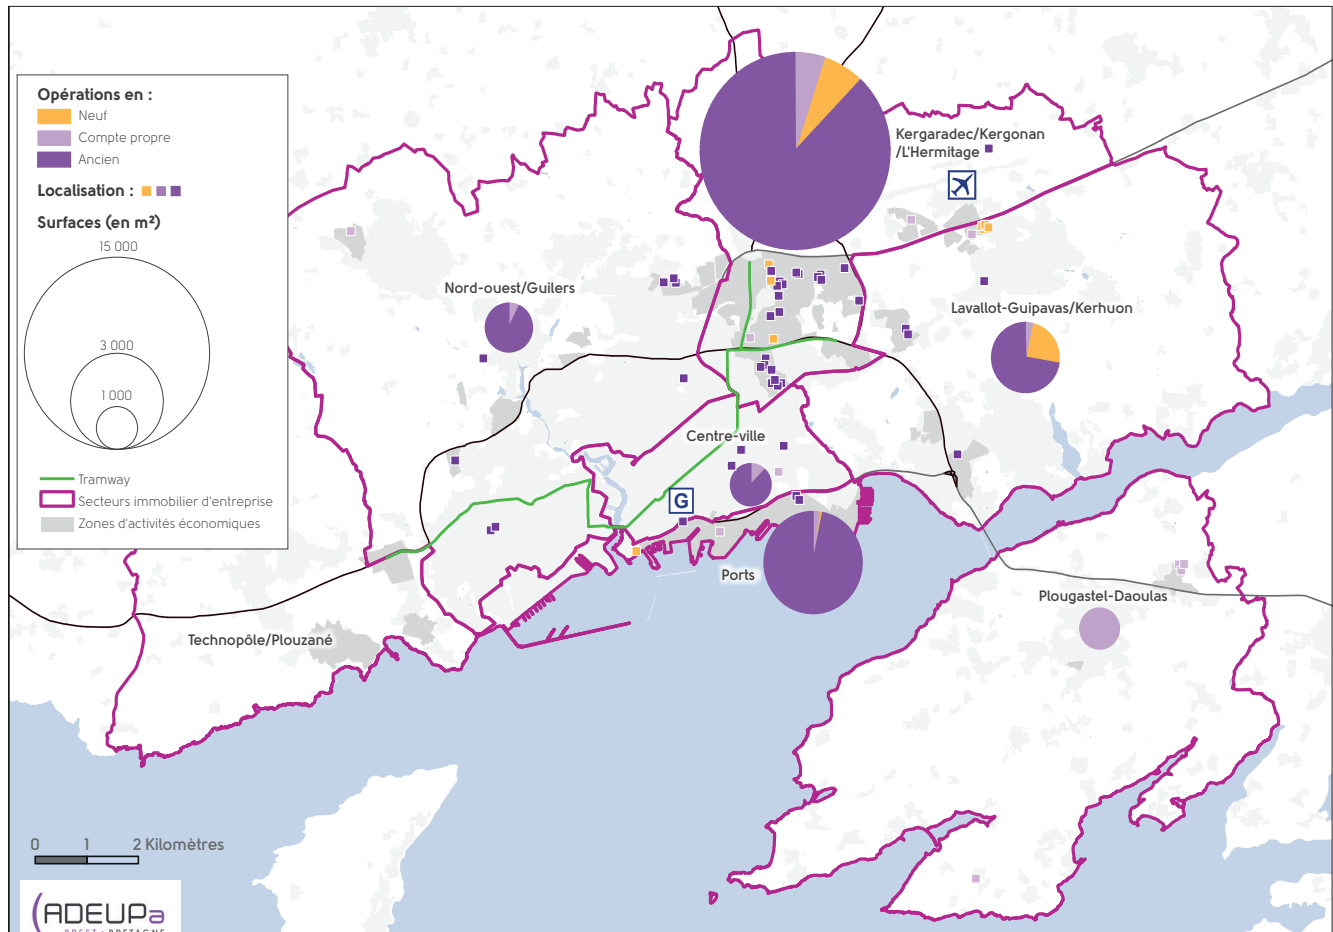 Opérations en :
Neuf
Compte propre
Ancien
Localisation :
Surfaces (en m²)
15 000
3 000
1 000
Tramway
Secteurs immobilier d'entreprise
Zones d'activités économiques
Kergaradec/Kergonan
/L'Hermitage
Nord-ouest/Guilers
Lavallot-Guipavas/Kerhuon
Centre-ville
G
Ports
Plougastel-Daoulas
Technopôle/Plouzané
0 1 2 Kilomètres
ADEUPa
BREST • BRETAGNE